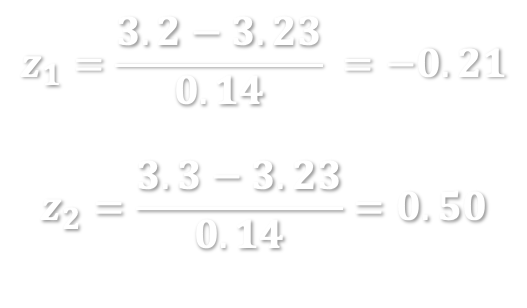 z₁ = (3.2 − 3.23) / 0.14 = −0.21
z₂ = (3.3 − 3.23) / 0.14 = 0.50